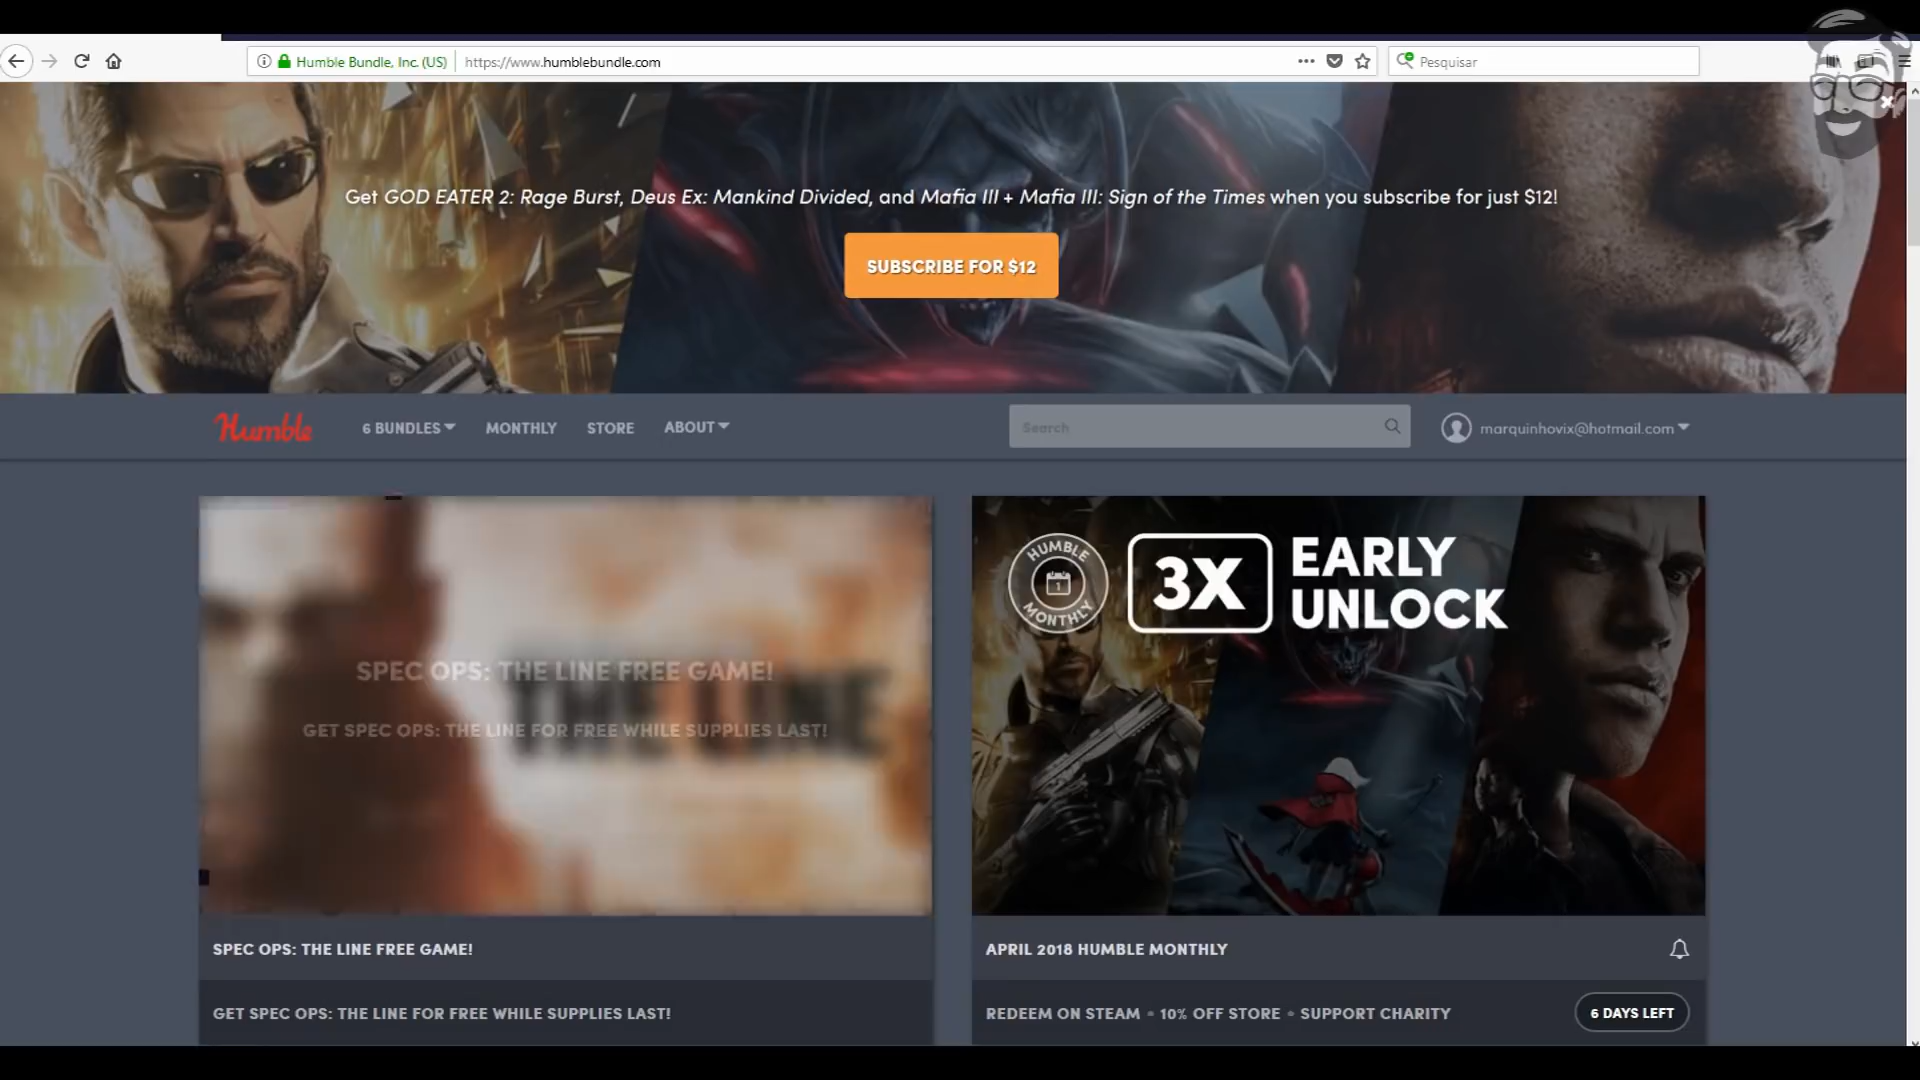 Humble Bundle, Inc. (US)
https://www.humblebundle.com
Pesquisar
Get GOD EATER 2: Rage Burst, Deus Ex: Mankind Divided, and Mafia III + Mafia III: Sign of the Times when you subscribe for just $12!
SUBSCRIBE FOR $12
Humble
6 BUNDLES
MONTHLY
STORE
ABOUT
Search
marquinhovix@hotmail.com
SPEC OPS: THE LINE FREE GAME!
THE LINE
GET SPEC OPS: THE LINE FOR FREE WHILE SUPPLIES LAST!
HUMBLE
1
MONTHLY
3X
EARLY
UNLOCK
SPEC OPS: THE LINE FREE GAME!
GET SPEC OPS: THE LINE FOR FREE WHILE SUPPLIES LAST!
APRIL 2018 HUMBLE MONTHLY
REDEEM ON STEAM • 10% OFF STORE • SUPPORT CHARITY
6 DAYS LEFT